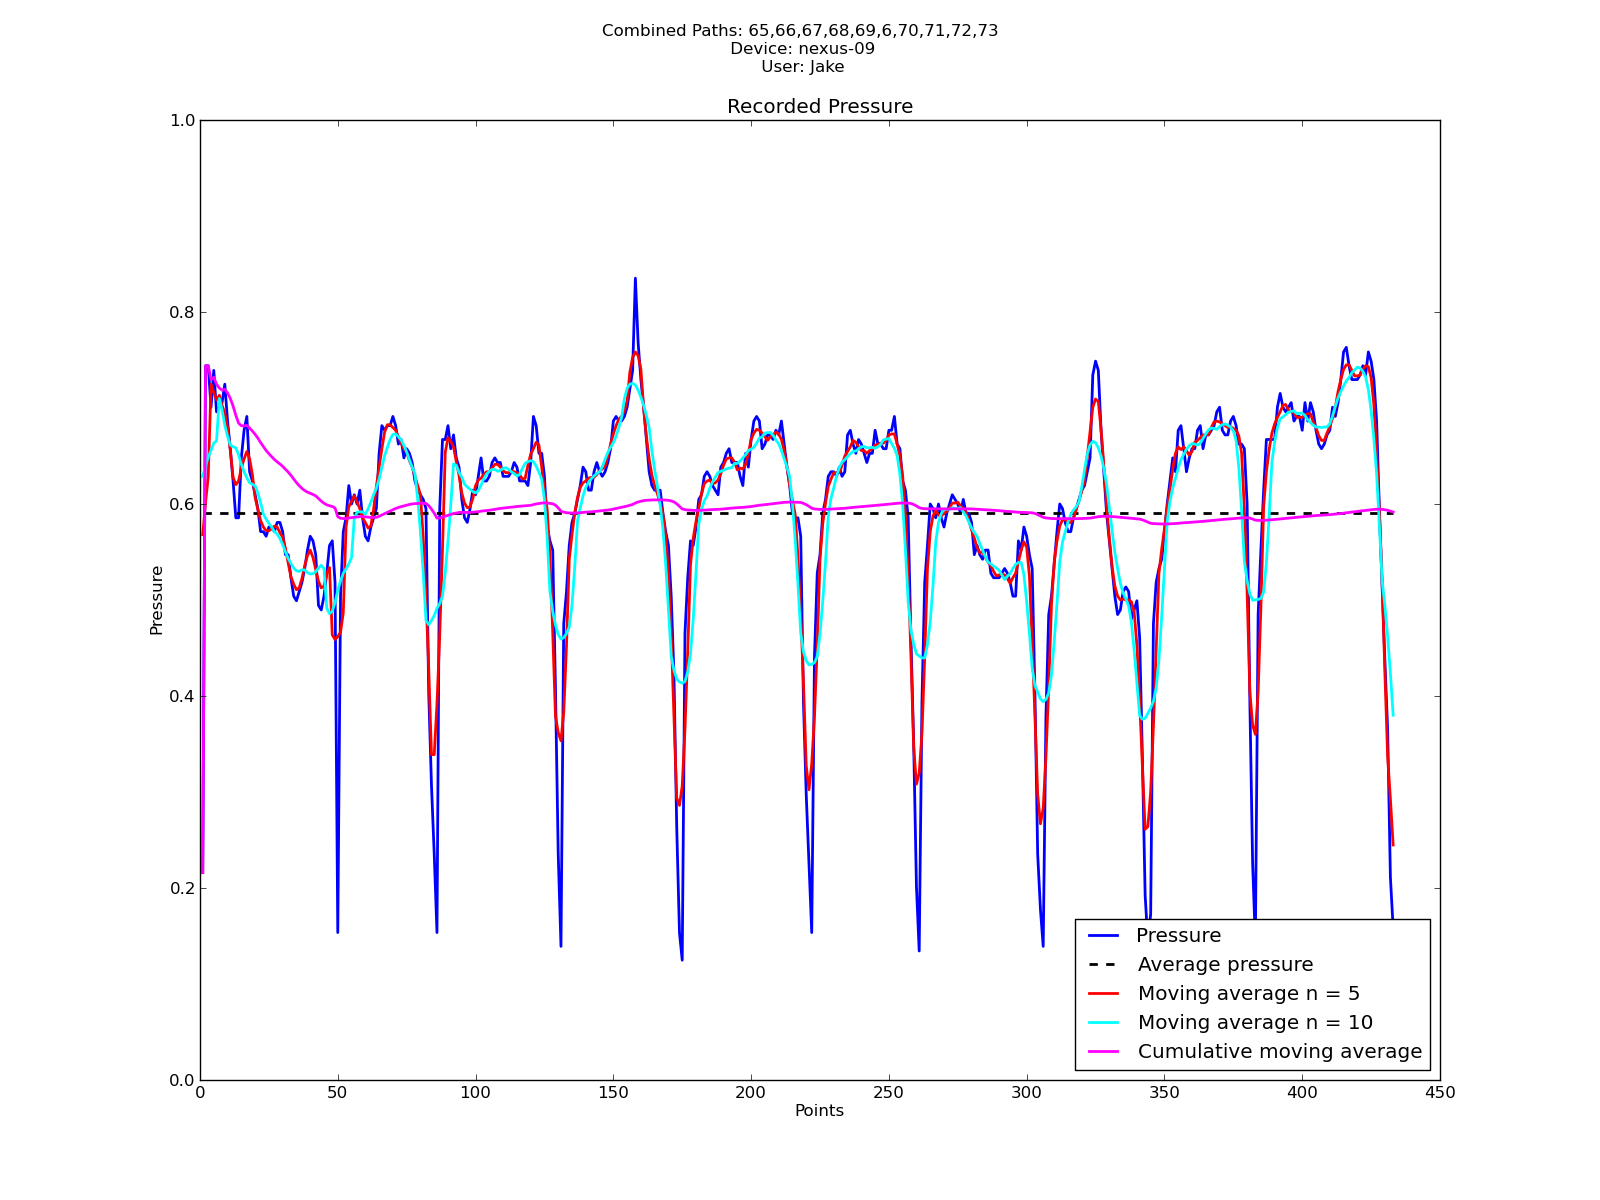 Combined Paths: 65,66,67,68,69,6,70,71,72,73
Device: nexus-09
User: Jake
Recorded Pressure
1.0
0.8
0.6
0.4
0.2
0.0
Pressure
0 50 100 150 200 250 300 350 400 450
Points
Pressure
Average pressure
Moving average n = 5
Moving average n = 10
Cumulative moving average